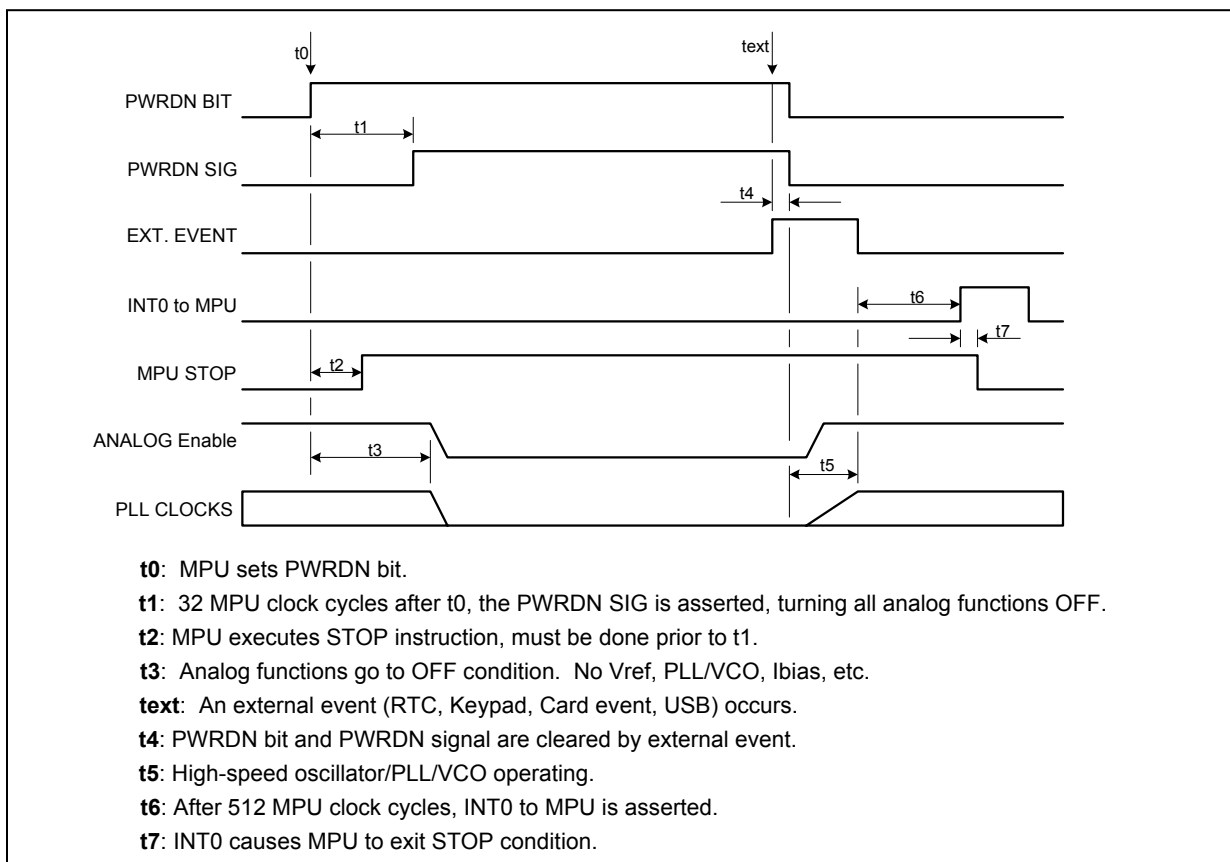 t0
text
PWRDN BIT
t1
PWRDN SIG
t4
EXT. EVENT
t6
INT0 to MPU
t7
t2
MPU STOP
ANALOG Enable
t3
t5
PLL CLOCKS
t0: MPU sets PWRDN bit.
t1: 32 MPU clock cycles after t0, the PWRDN SIG is asserted, turning all analog functions OFF.
t2: MPU executes STOP instruction, must be done prior to t1.
t3: Analog functions go to OFF condition. No Vref, PLL/VCO, Ibias, etc.
text: An external event (RTC, Keypad, Card event, USB) occurs.
t4: PWRDN bit and PWRDN signal are cleared by external event.
t5: High-speed oscillator/PLL/VCO operating.
t6: After 512 MPU clock cycles, INT0 to MPU is asserted.
t7: INT0 causes MPU to exit STOP condition.